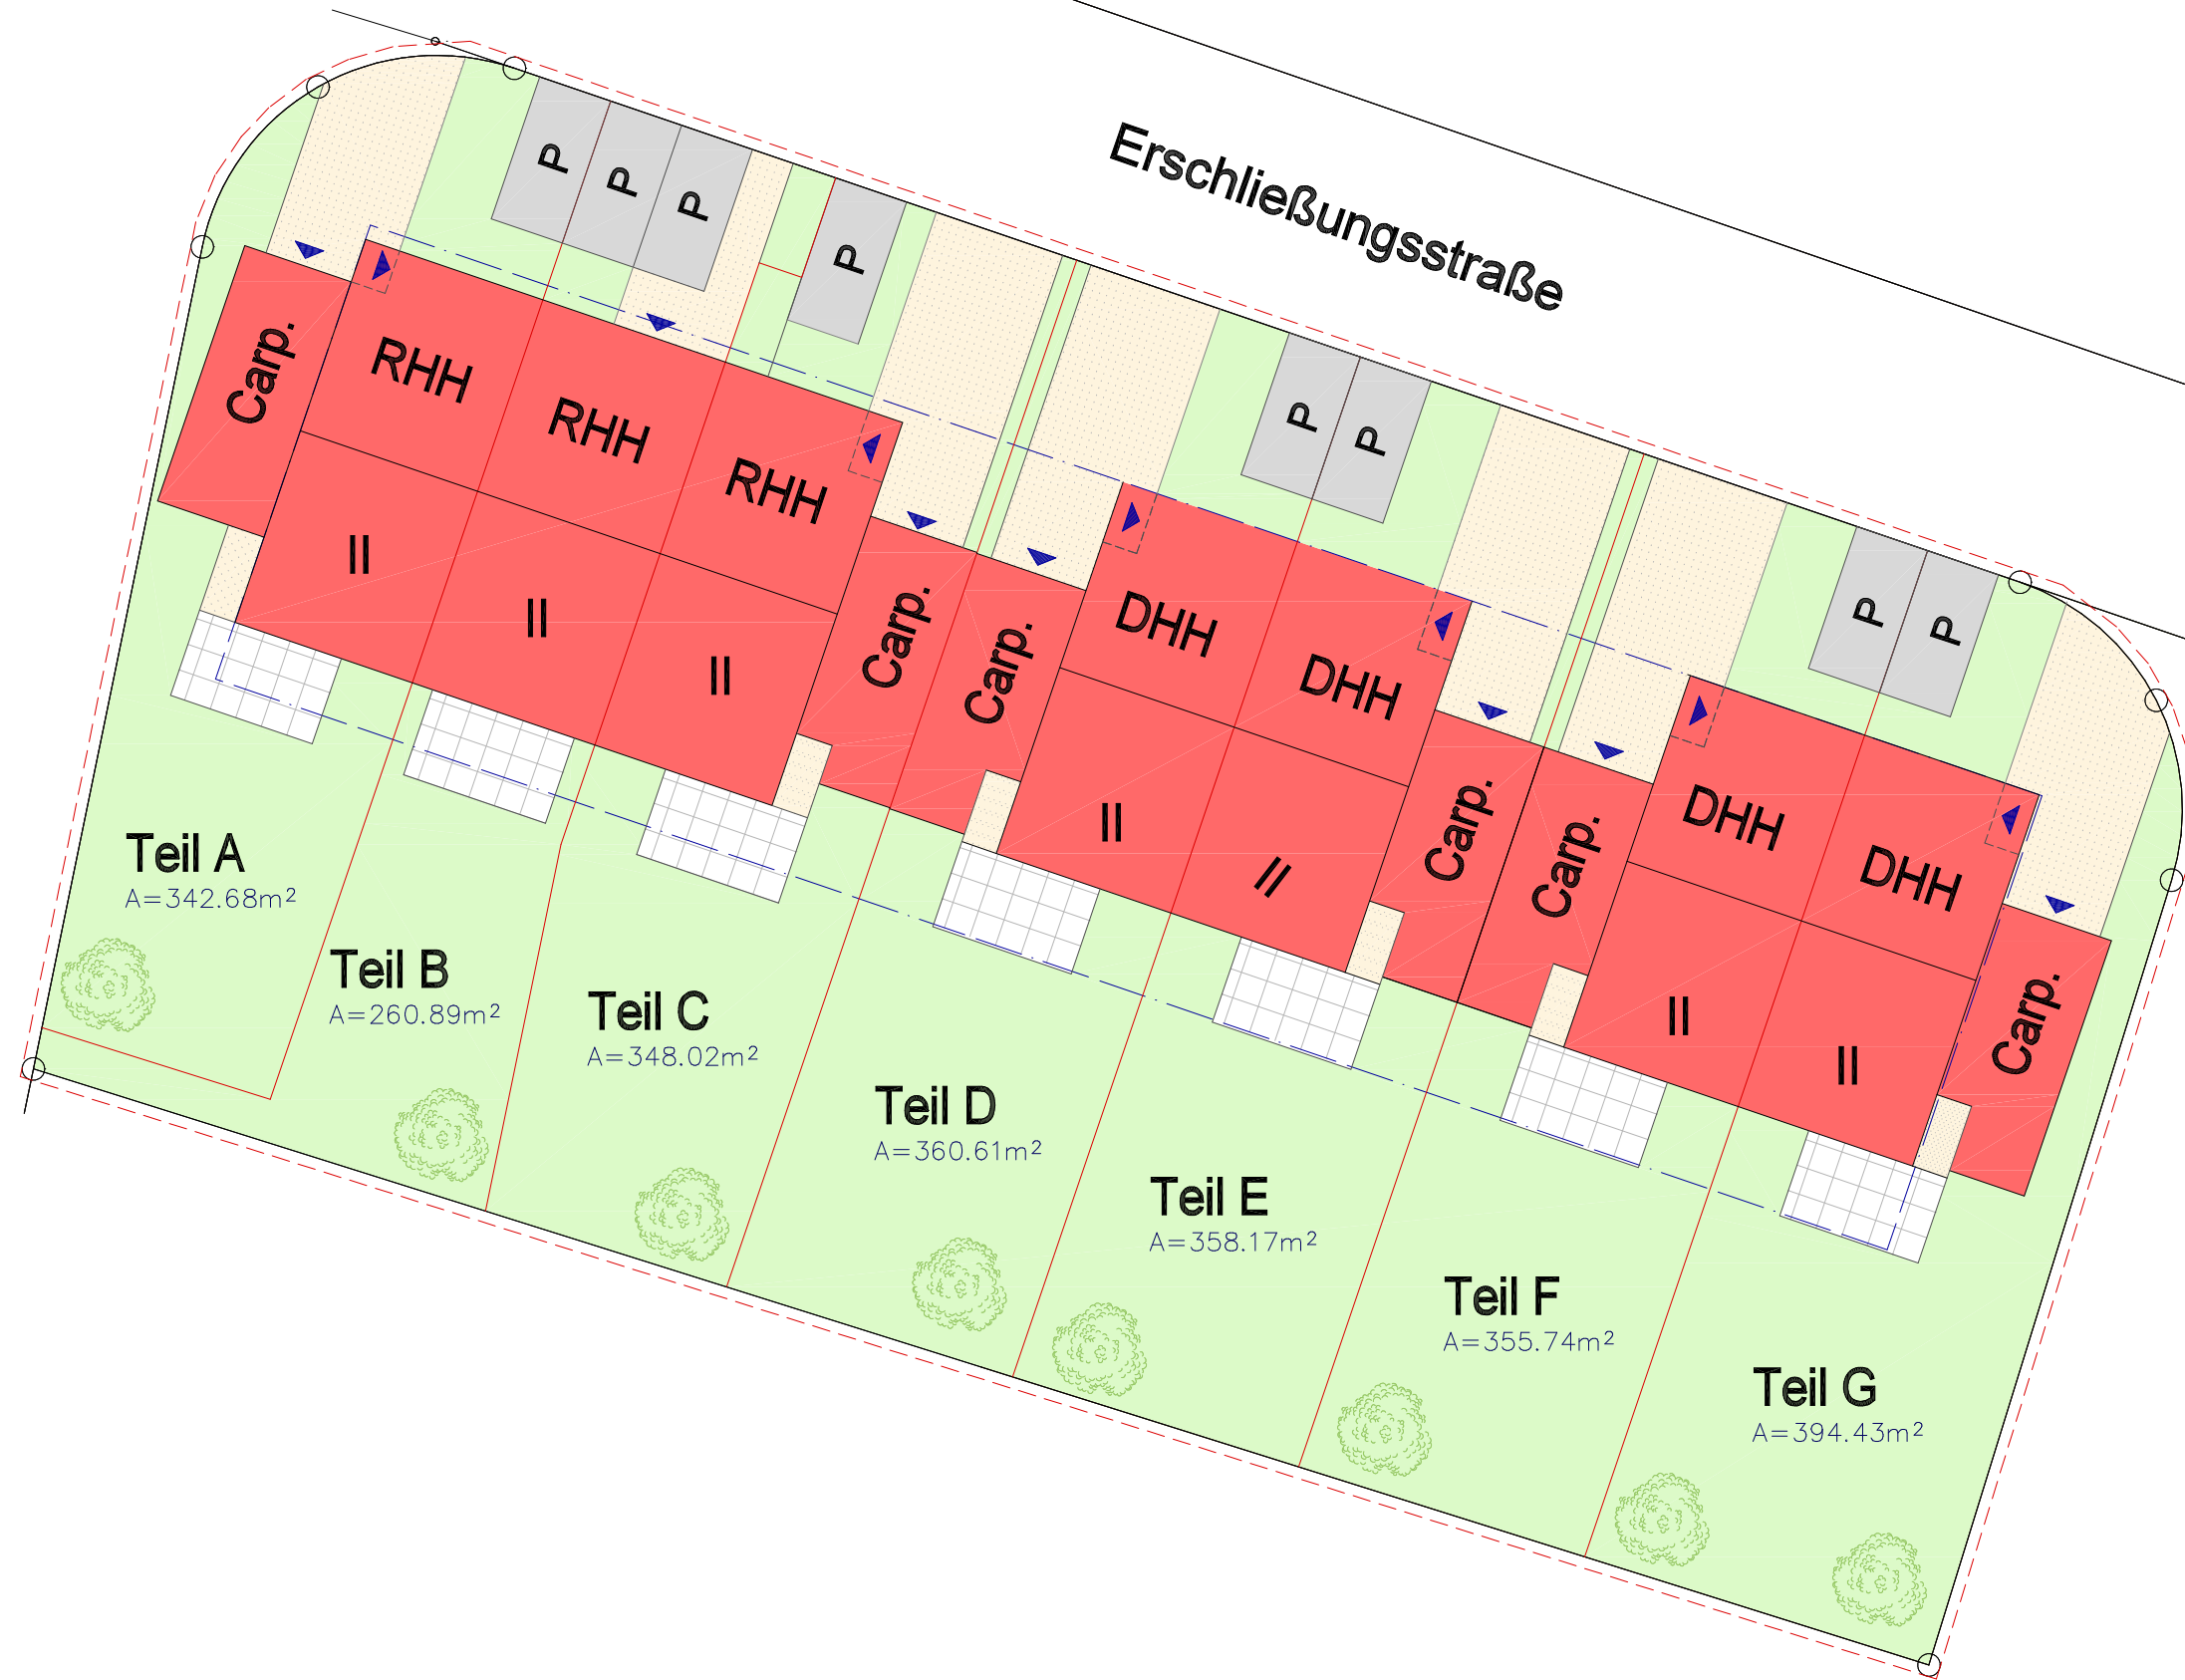 Erschließungsstraße
P
P
P
P
P
P
P
P
Carp.
RHH
RHH
RHH
Carp.
Carp.
DHH
DHH
Carp.
Carp.
DHH
DHH
Carp.
II
II
II
II
II
II
II
Teil A
A=342.68m²
Teil B
A=260.89m²
Teil C
A=348.02m²
Teil D
A=360.61m²
Teil E
A=358.17m²
Teil F
A=355.74m²
Teil G
A=394.43m²